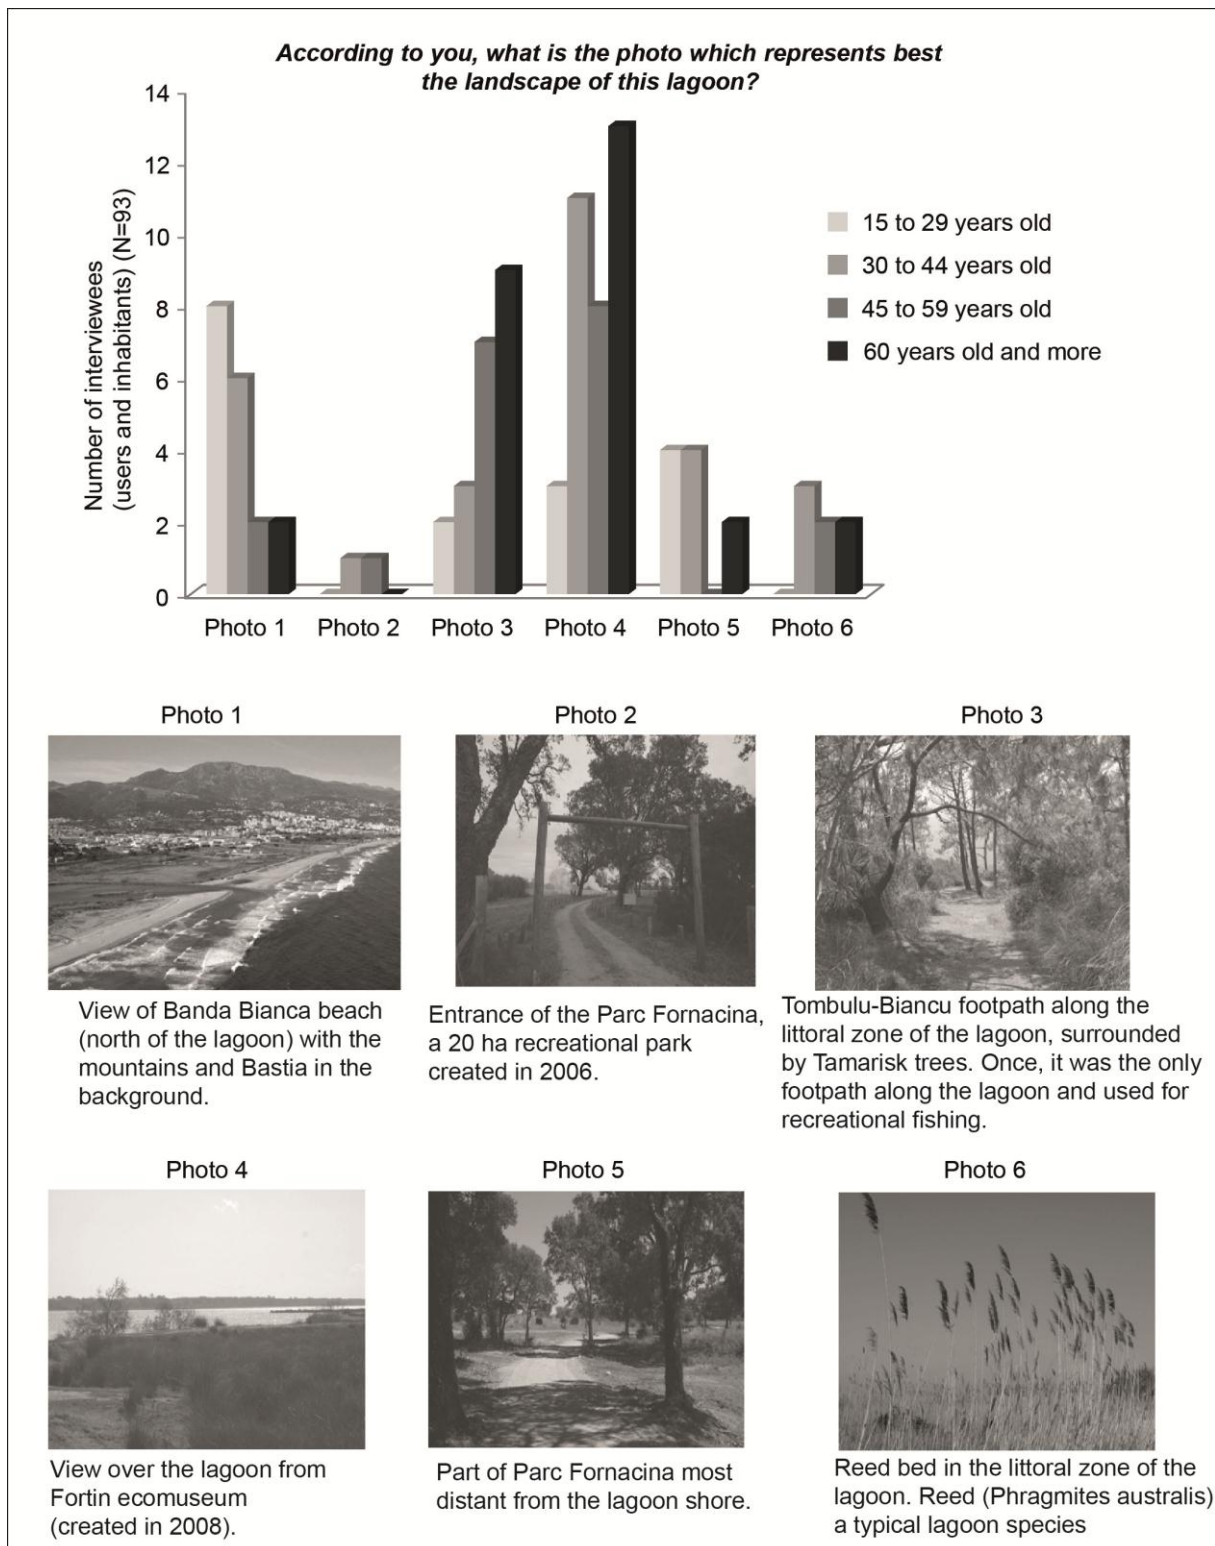 According to you, what is the photo which represents best
the landscape of this lagoon?
Number of interviewees
(users and inhabitants) (N=93)
14
12
10
8
6
4
2
0
15 to 29 years old
30 to 44 years old
45 to 59 years old
60 years old and more
Photo 1 Photo 2 Photo 3 Photo 4 Photo 5 Photo 6
Photo 1
View of Banda Bianca beach
(north of the lagoon) with the
mountains and Bastia in the
background.
Photo 2
Entrance of the Parc Fornacina,
a 20 ha recreational park
created in 2006.
Photo 3
Tombulu-Biancu footpath along the
littoral zone of the lagoon, surrounded
by Tamarisk trees. Once, it was the only
footpath along the lagoon and used for
recreational fishing.
Photo 4
View over the lagoon from
Fortin ecomuseum
(created in 2008).
Photo 5
Part of Parc Fornacina most
distant from the lagoon shore.
Photo 6
Reed bed in the littoral zone of the
lagoon. Reed (Phragmites australis)
a typical lagoon species